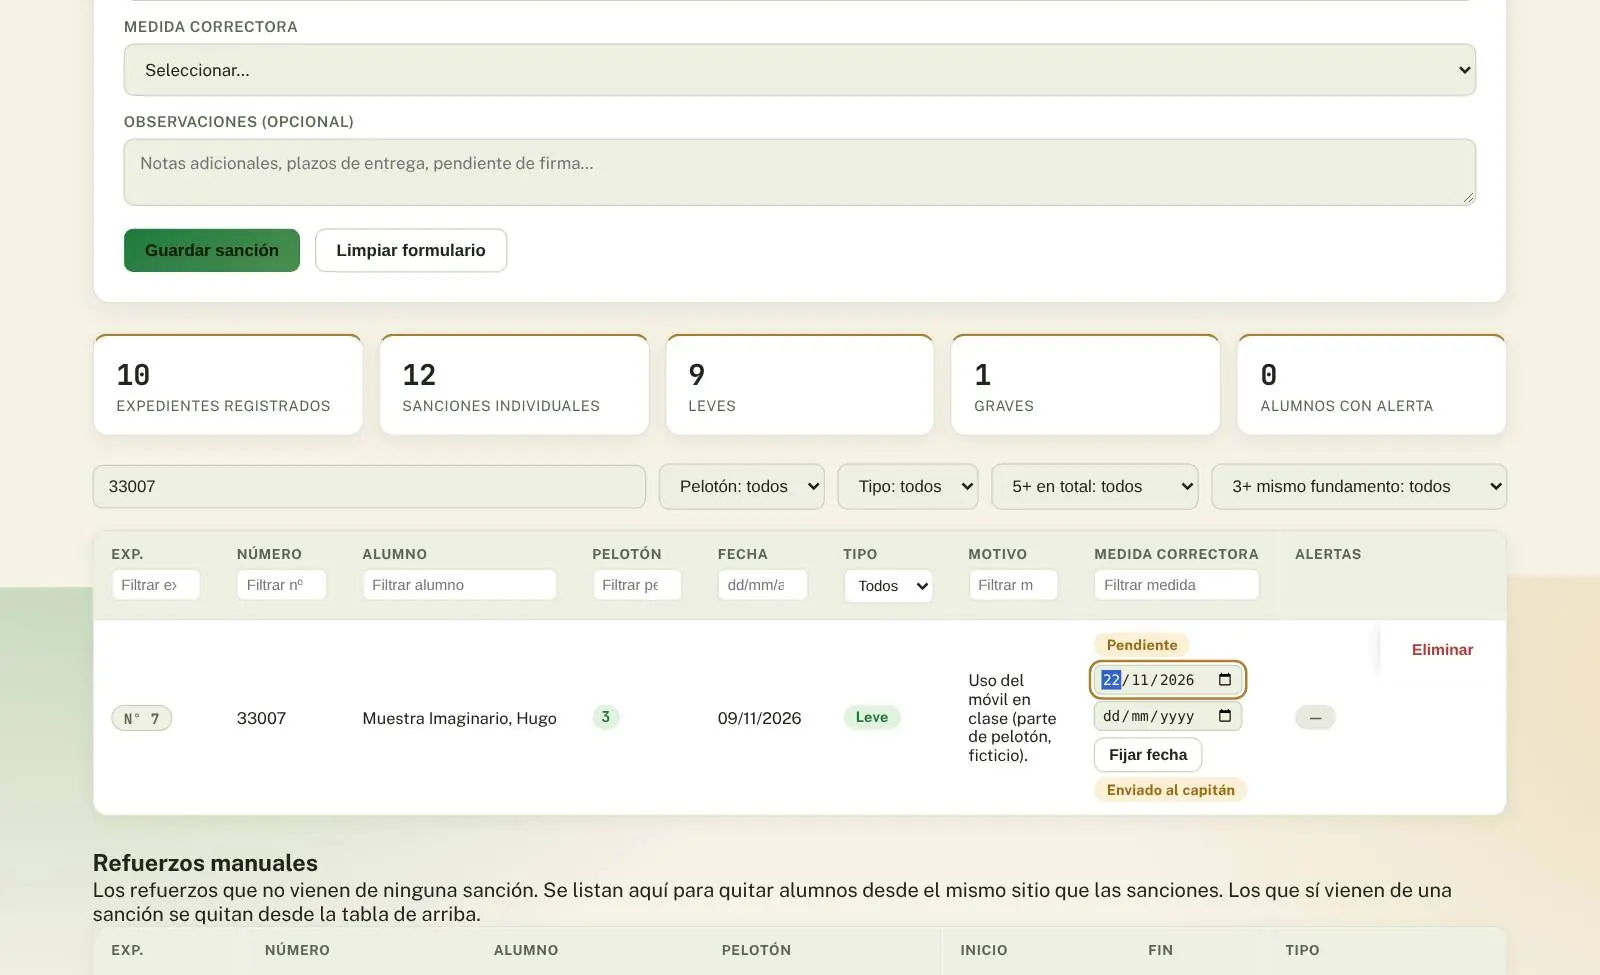 MEDIDA CORRECTORA
Seleccionar...
OBSERVACIONES (OPCIONAL)
Notas adicionales, plazos de entrega, pendiente de firma...
Guardar sanción
Limpiar formulario
10
EXPEDIENTES REGISTRADOS
12
SANCIONES INDIVIDUALES
9
LEVES
1
GRAVES
0
ALUMNOS CON ALERTA
33007
Pelotón: todos
Tipo: todos
5+ en total: todos
3+ mismo fundamento: todos
EXP.
NÚMERO
ALUMNO
PELOTÓN
FECHA
TIPO
MOTIVO
MEDIDA CORRECTORA
ALERTAS
Filtrar ex
Filtrar nº
Filtrar alumno
Filtrar pe
dd/mm/a
Todos
Filtrar m
Filtrar medida
N° 7
33007
Muestra Imaginario, Hugo
3
09/11/2026
Leve
Uso del
móvil en
clase (parte
de pelotón,
ficticio).
Pendiente
22/11/2026
dd/mm/yyyy
Fijar fecha
Enviado al capitán
—
Eliminar
Refuerzos manuales
Los refuerzos que no vienen de ninguna sanción. Se listan aquí para quitar alumnos desde el mismo sitio que las sanciones. Los que sí vienen de una
sanción se quitan desde la tabla de arriba.
EXP.
NÚMERO
ALUMNO
PELOTÓN
INICIO
FIN
TIPO